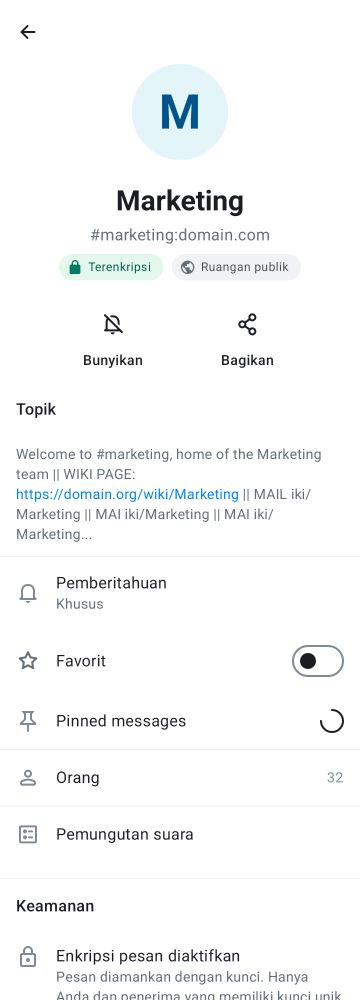 M
Marketing
#marketing:domain.com
Terenkripsi
Ruangan publik
Bunyikan
Bagikan
Topik
Welcome to #marketing, home of the Marketing
team || WIKI PAGE:
https://domain.org/wiki/Marketing || MAIL iki/
Marketing || MAI iki/Marketing || MAI iki/
Marketing...
Pemberitahuan
Khusus
Favorit
Pinned messages
Orang
32
Pemungutan suara
Keamanan
Enkripsi pesan diaktifkan
Pesan diamankan dengan kunci. Hanya
Anda dan penerima yang memiliki kunci unik